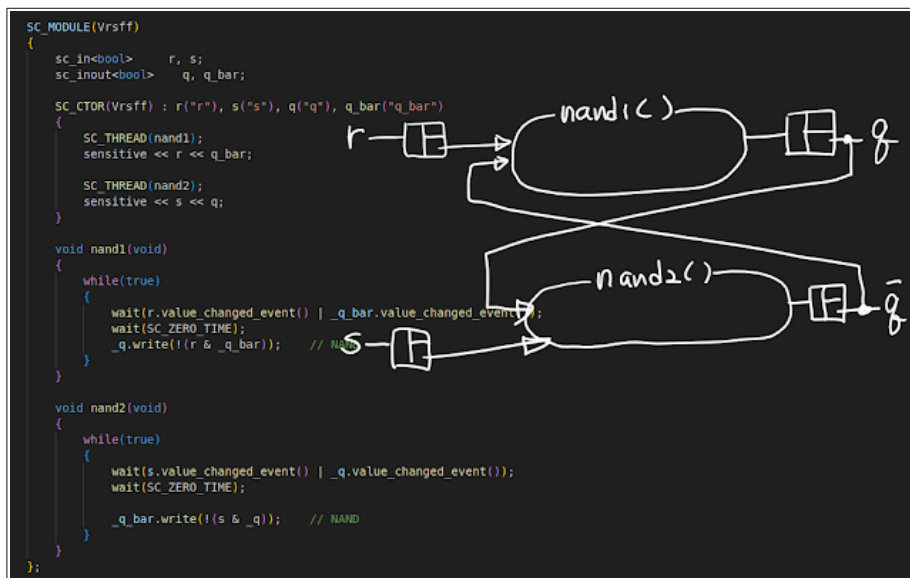 SC_MODULE(Vrsff)
{
sc_in<bool> r, s;
sc_inout<bool> q, q_bar;
SC_CTOR(Vrsff) : r("r"), s("s"), q("q"), q_bar("q_bar")
{
SC_THREAD(nand1);
sensitive << r << q_bar;
SC_THREAD(nand2);
sensitive << s << q;
}
void nand1(void)
{
while(true)
{
wait(r.value_changed_event() | _q_bar.value_changed_event());
wait(SC_ZERO_TIME);
_q.write(!(r & _q_bar)); // NAND
}
}
void nand2(void)
{
while(true)
{
wait(s.value_changed_event() | _q.value_changed_event());
wait(SC_ZERO_TIME);
_q_bar.write(!(s & _q)); // NAND
}
}
};
nand1()
r
q
nand2()
q̄
s